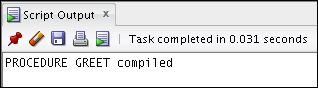 Script Output
Task completed in 0.031 seconds
PROCEDURE GREET compiled